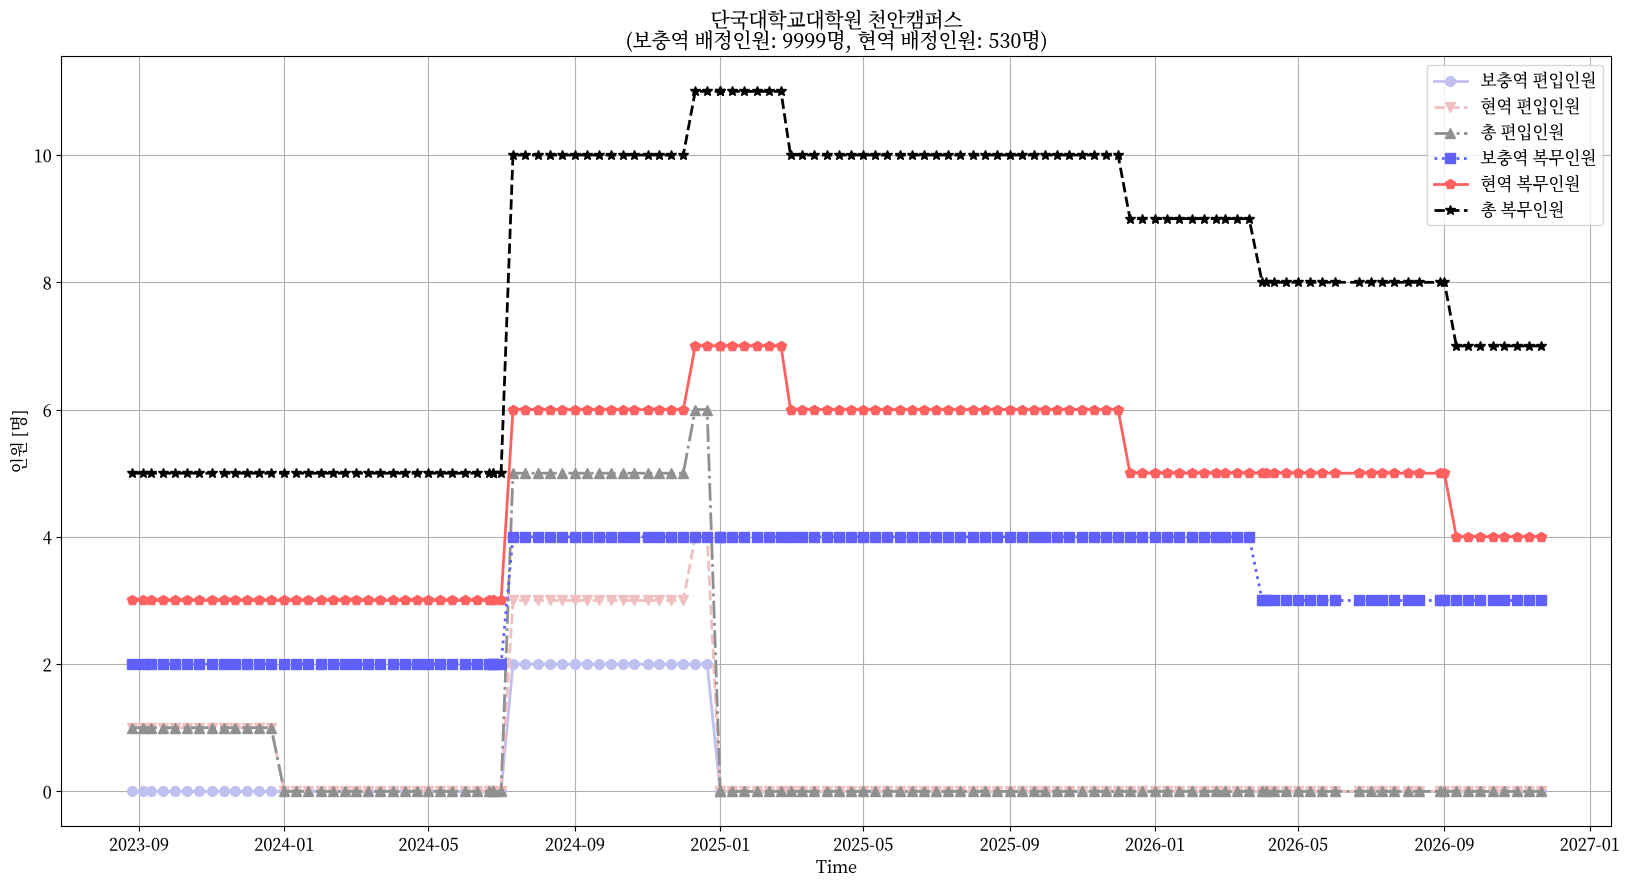 단국대학교대학원 천안캠퍼스
(보충역 배정인원: 9999명, 현역 배정인원: 530명)
보충역 편입인원
현역 편입인원
총 편입인원
보충역 복무인원
현역 복무인원
총 복무인원
인원 [명]
10
8
6
4
2
0
2023-09
2024-01
2024-05
2024-09
2025-01
2025-05
2025-09
2026-01
2026-05
2026-09
2027-01
Time